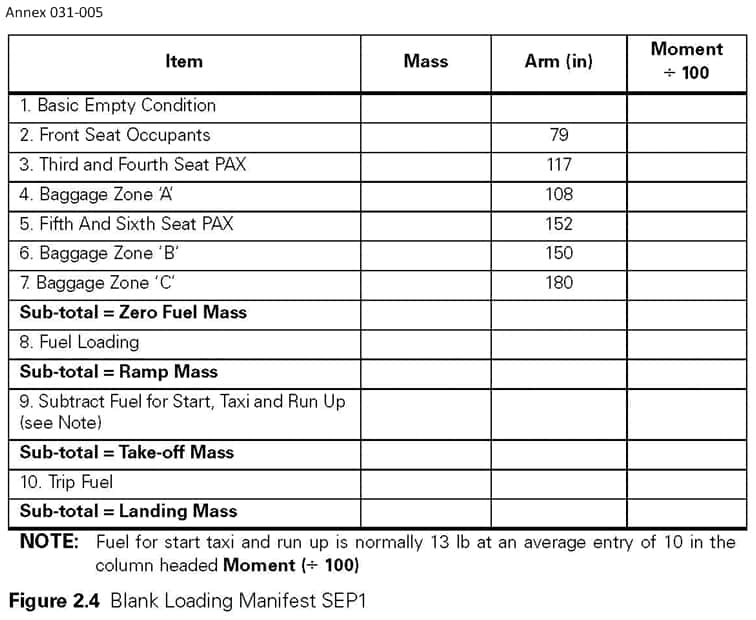 Annex 031-005
Item Mass Arm (in) Moment
÷ 100
1. Basic Empty Condition
2. Front Seat Occupants 79
3. Third and Fourth Seat PAX 117
4. Baggage Zone ‘A’ 108
5. Fifth And Sixth Seat PAX 152
6. Baggage Zone ‘B’ 150
7. Baggage Zone ‘C’ 180
Sub-total = Zero Fuel Mass
8. Fuel Loading
Sub-total = Ramp Mass
9. Subtract Fuel for Start, Taxi and Run Up
(see Note)
Sub-total = Take-off Mass
10. Trip Fuel
Sub-total = Landing Mass
NOTE: Fuel for start taxi and run up is normally 13 lb at an average entry of 10 in the
column headed Moment (÷ 100)
Figure 2.4 Blank Loading Manifest SEP1